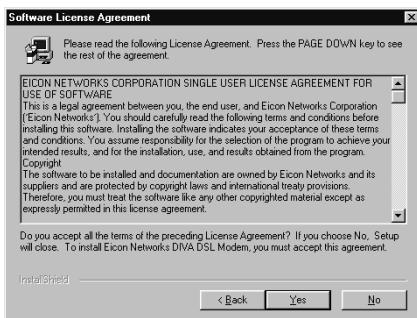 Software License Agreement
Please read the following License Agreement. Press the PAGE DOWN key to see
the rest of the agreement.
EICON NETWORKS CORPORATION SINGLE USER LICENSE AGREEMENT FOR
USE OF SOFTWARE
This is a legal agreement between you, the end user, and Eicon Networks Corporation
('Eicon Networks'). You should carefully read the following terms and conditions before
installing this software. Installing the software indicates your acceptance of these terms
and conditions. You assume responsibility for the selection of the program to achieve your
intended results, and for the installation, use, and results obtained from the program.
Copyright
The software to be installed and documentation are owned by Eicon Networks and its
suppliers and are protected by copyright laws and international treaty provisions.
Therefore, you must treat the software like any other copyrighted material except as
expressly permitted in this license agreement.
Do you accept all the terms of the preceding License Agreement? If you choose No, Setup
will close. To install Eicon Networks DIVA DSL Modem, you must accept this agreement.
InstallShield
< Back
Yes
No